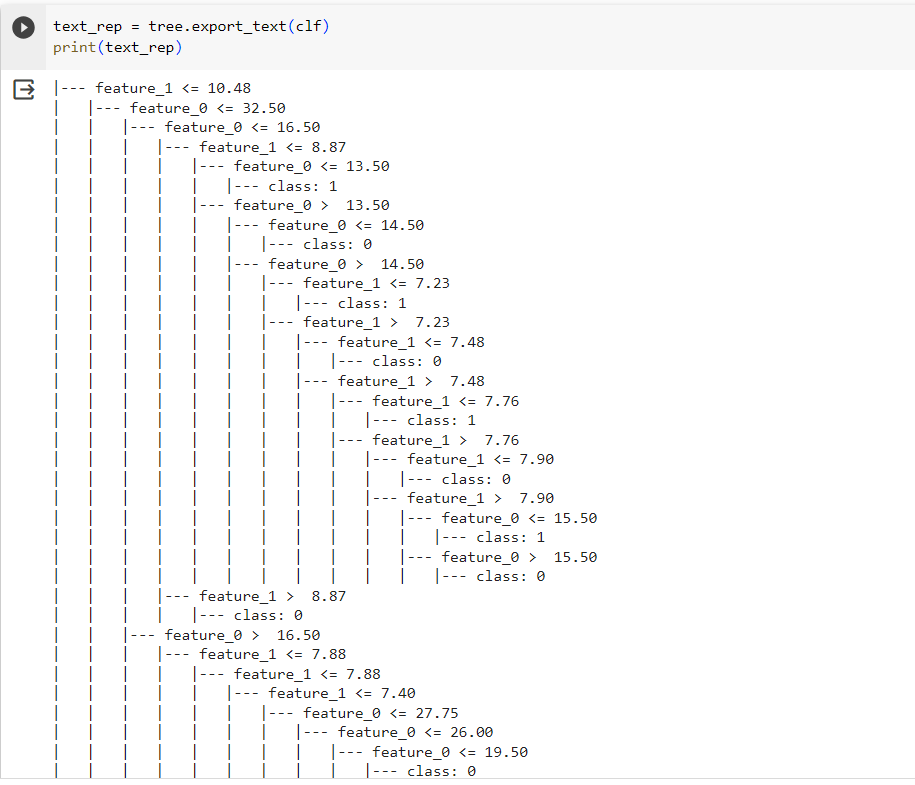 text_rep = tree.export_text(clf)
print(text_rep)
|--- feature_1 <= 10.48
|   |--- feature_0 <= 32.50
|   |   |--- feature_0 <= 16.50
|   |   |   |--- feature_1 <= 8.87
|   |   |   |   |--- feature_0 <= 13.50
|   |   |   |   |   |--- class: 1
|   |   |   |   |--- feature_0 >  13.50
|   |   |   |   |   |--- feature_0 <= 14.50
|   |   |   |   |   |   |--- class: 0
|   |   |   |   |   |--- feature_0 >  14.50
|   |   |   |   |   |   |--- feature_1 <= 7.23
|   |   |   |   |   |   |   |--- class: 1
|   |   |   |   |   |   |--- feature_1 >  7.23
|   |   |   |   |   |   |   |--- feature_1 <= 7.48
|   |   |   |   |   |   |   |   |--- class: 0
|   |   |   |   |   |   |   |--- feature_1 >  7.48
|   |   |   |   |   |   |   |   |--- feature_1 <= 7.76
|   |   |   |   |   |   |   |   |   |--- class: 1
|   |   |   |   |   |   |   |   |--- feature_1 >  7.76
|   |   |   |   |   |   |   |   |   |--- feature_1 <= 7.90
|   |   |   |   |   |   |   |   |   |   |--- class: 0
|   |   |   |   |   |   |   |   |   |--- feature_1 >  7.90
|   |   |   |   |   |   |   |   |   |   |--- feature_0 <= 15.50
|   |   |   |   |   |   |   |   |   |   |   |--- class: 1
|   |   |   |   |   |   |   |   |   |   |--- feature_0 >  15.50
|   |   |   |   |   |   |   |   |   |   |   |--- class: 0
|   |   |   |--- feature_1 >  8.87
|   |   |   |   |--- class: 0
|   |   |--- feature_0 >  16.50
|   |   |   |--- feature_1 <= 7.88
|   |   |   |   |--- feature_1 <= 7.88
|   |   |   |   |   |--- feature_1 <= 7.40
|   |   |   |   |   |   |--- feature_0 <= 27.75
|   |   |   |   |   |   |   |--- feature_0 <= 26.00
|   |   |   |   |   |   |   |   |--- feature_0 <= 19.50
|   |   |   |   |   |   |   |   |   |--- class: 0